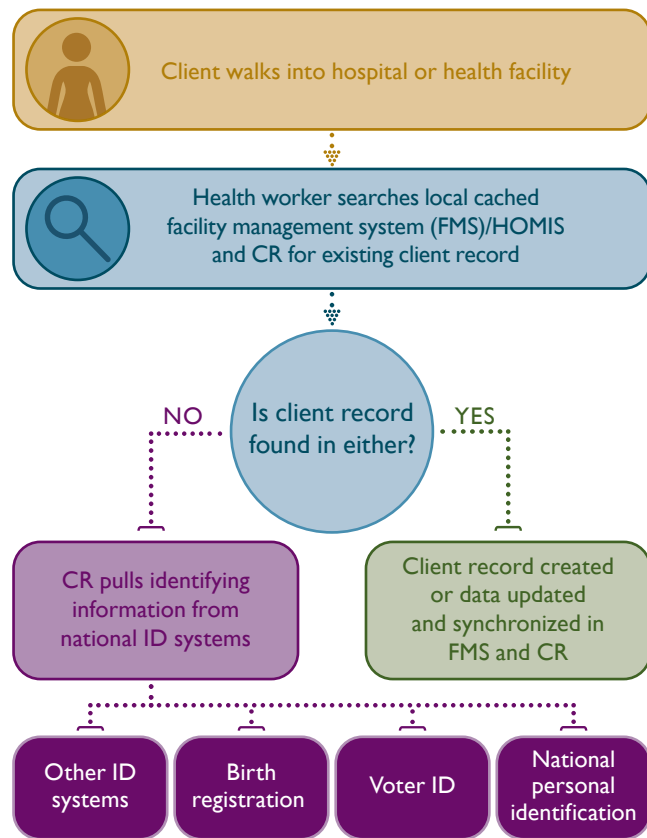 Client walks into hospital or health facility
Health worker searches local cached
facility management system (FMS)/HOMIS
and CR for existing client record
Is client record
found in either?
NO
YES
CR pulls identifying
information from
national ID systems
Client record created
or data updated
and synchronized in
FMS and CR
Other ID
systems
Birth
registration
Voter ID
National
personal
identification